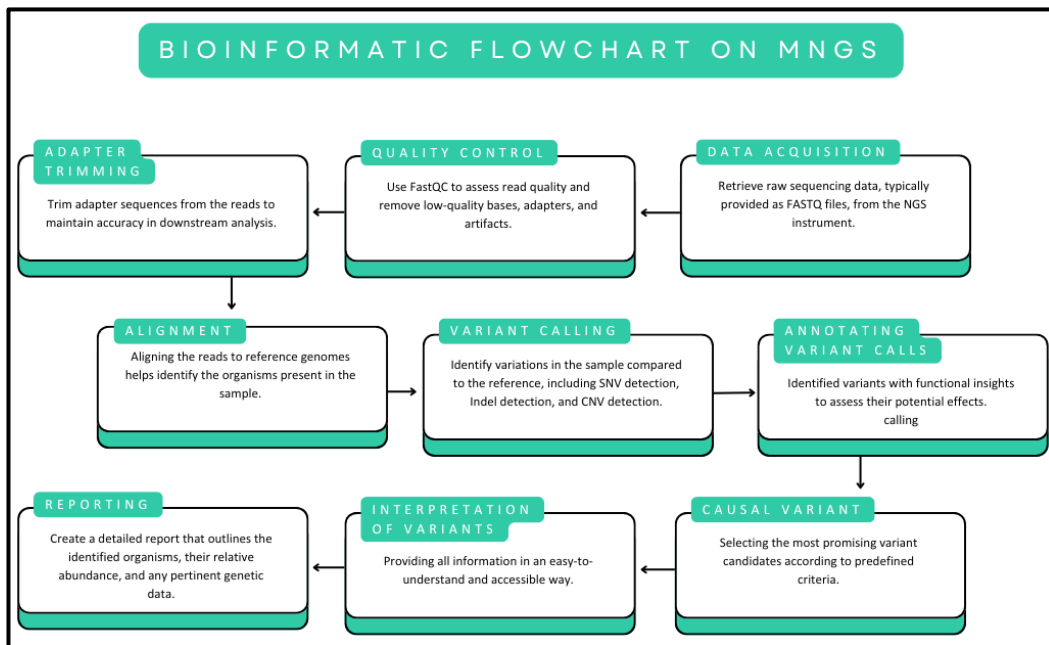 BIOINFORMATIC FLOWCHART ON MNGS
DATA ACQUISITION
Retrieve raw sequencing data, typically
provided as FASTQ files, from the NGS
instrument.
QUALITY CONTROL
Use FastQC to assess read quality and
remove low-quality bases, adapters, and
artifacts.
ADAPTER
TRIMMING
Trim adapter sequences from the reads to
maintain accuracy in downstream analysis.
ALIGNMENT
Aligning the reads to reference genomes
helps identify the organisms present in the
sample.
VARIANT CALLING
Identify variations in the sample compared
to the reference, including SNV detection,
Indel detection, and CNV detection.
ANNOTATING
VARIANT CALLS
Identified variants with functional insights
to assess their potential effects.
calling
CAUSAL VARIANT
Selecting the most promising variant
candidates according to predefined
criteria.
INTERPRETATION
OF VARIANTS
Providing all information in an easy-to-
understand and accessible way.
REPORTING
Create a detailed report that outlines the
identified organisms, their relative
abundance, and any pertinent genetic
data.